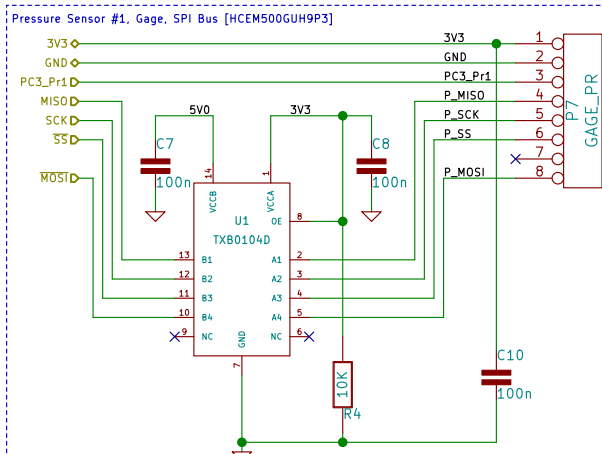 Pressure Sensor #1, Gage, SPI Bus [HCEM500GUH9P3]
3V3
3V3
1
GND
GND
2
PC3_Pr1
PC3_Pr1
3
MISO
P_MISO
4
SCK
5V0
3V3
P_SCK
5
SS
P_SS
6
7
MOSI
P_MOSI
8
P7
GAGE_PR
C7
100n
C8
100n
14
1
VCCB
VCCA
U1
TXB0104D
OE
8
13
B1
A1
2
12
B2
A2
3
11
B3
A3
4
10
B4
A4
5
9
NC
NC
6
GND
7
10K
R4
C10
100n